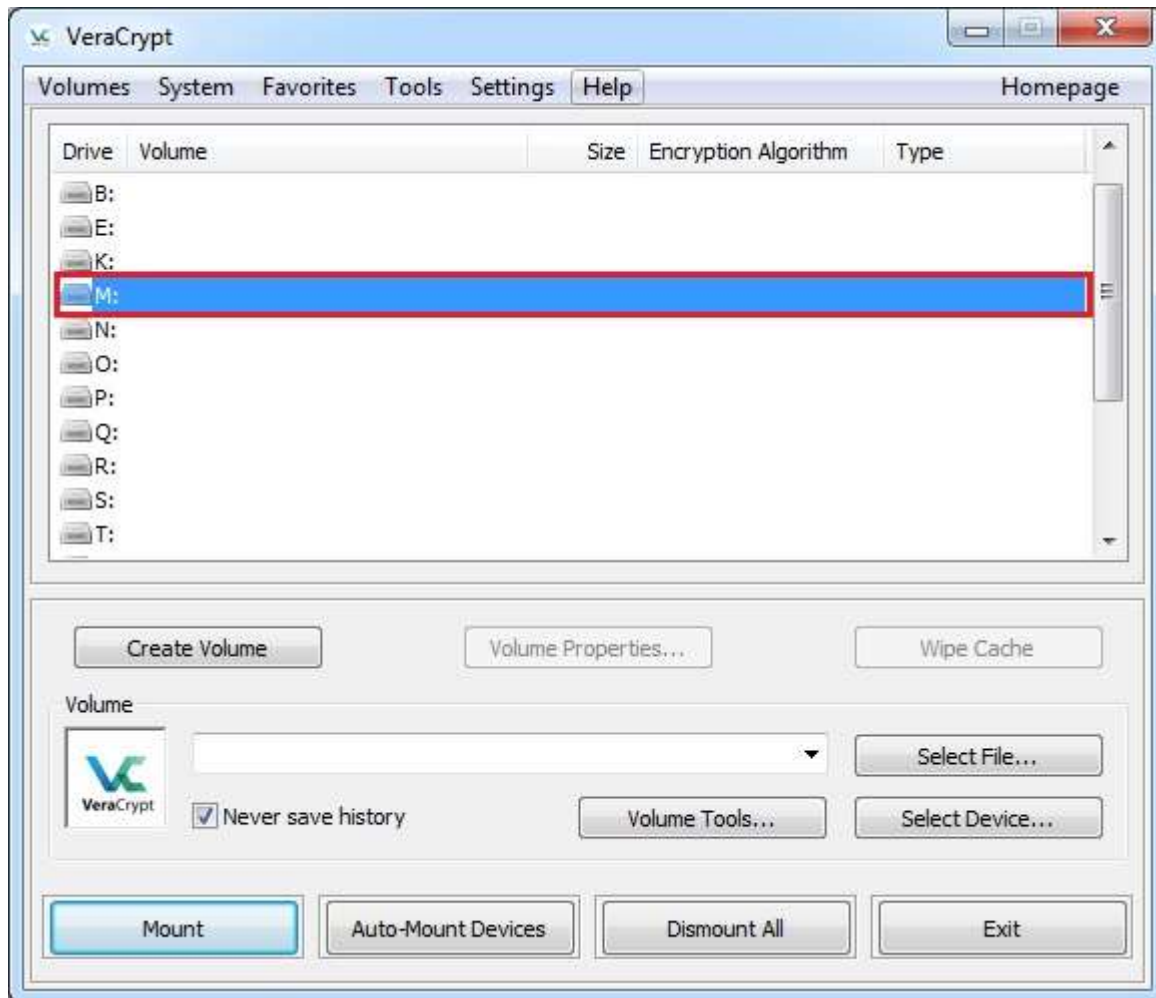 VeraCrypt
Volumes System Favorites Tools Settings Help Homepage
Drive Volume Size Encryption Algorithm Type
B:
E:
K:
M:
N:
O:
P:
Q:
R:
S:
T:
Create Volume Volume Properties... Wipe Cache
Volume
VeraCrypt
Select File...
Never save history Volume Tools... Select Device...
Mount Auto-Mount Devices Dismount All Exit